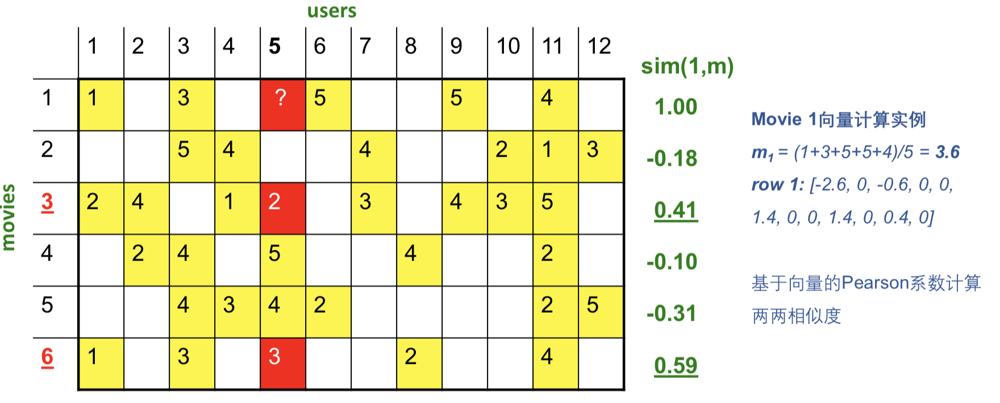 users
1 2 3 4 5 6 7 8 9 10 11 12
sim(1,m)
movies
1 1 3 ? 5 5 4 1.00
2 5 4 4 2 1 3 -0.18
3 2 4 1 2 3 4 3 5 0.41
4 2 4 5 4 2 -0.10
5 4 3 4 2 2 5 -0.31
6 1 3 3 2 4 0.59
Movie 1向量计算实例
m1 = (1+3+5+5+4)/5 = 3.6
row 1: [-2.6, 0, -0.6, 0, 0,
1.4, 0, 0, 1.4, 0, 0.4, 0]
基于向量的Pearson系数计算
两两相似度